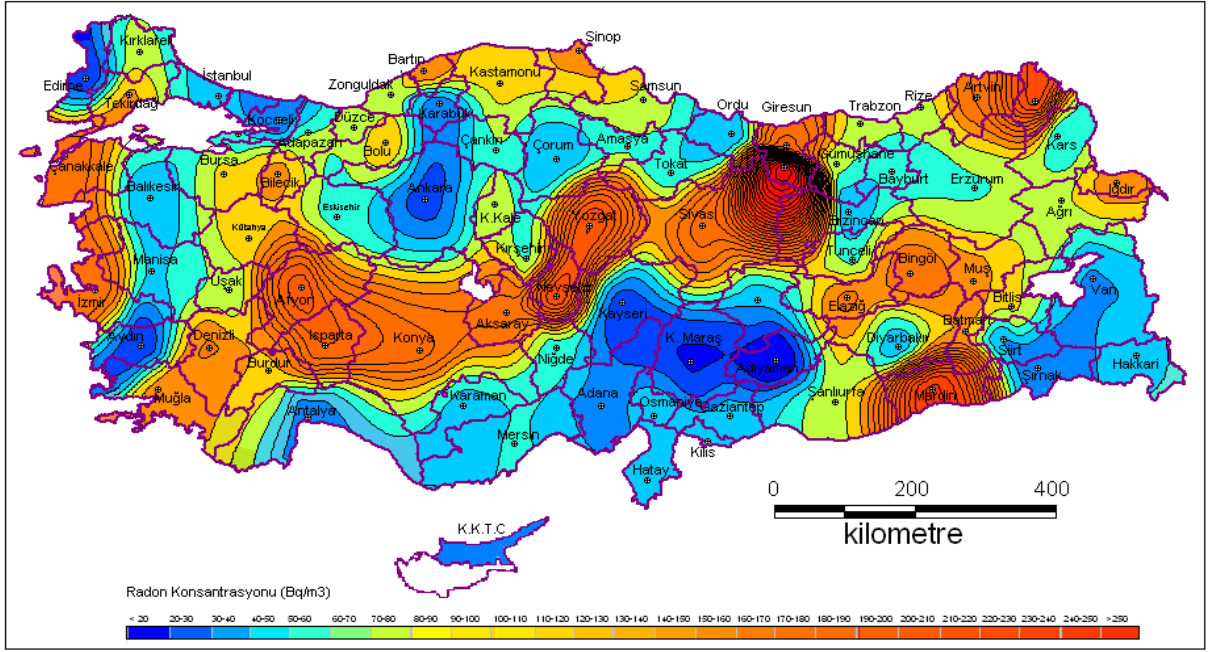 Sinop
Kırklareli
Bartın
Kastamonu
Edirne
İstanbul
Zonguldak
Samsun
Artvin
Tekirdağ
Karabük
Ordu
Giresun
Trabzon
Rize
Kocaeli
Düzce
Adapazarı
Çankırı
Çorum
Amasya
Kars
Çanakkale
Bursa
Bolu
Tokat
Gümüşhane
Bilecik
Bayburt
Erzurum
Iğdır
Balıkesir
Ankara
Eskisehir
K.Kale
Yozgat
Sivas
Erzincan
Ağrı
Kütahya
Kırşehir
Tunceli
Manisa
Bingöl
Muş
Uşak
Afyon
Nevşehir
Van
İzmir
Elazığ
Bitlis
Aksaray
Kayseri
Batman
Aydın
Denizli
Isparta
Konya
K. Maraş
Diyarbakır
Siirt
Niğde
Burdur
Adıyaman
Hakkari
Şırnak
Muğla
Karaman
Adana
Şanlıurfa
Mardin
Antalya
Osmaniye
Gaziantep
Mersin
Kilis
Hatay
0 200 400
kilometre
K.K.T.C
Radon Konsantrasyonu (Bq/m3)
< 20 20-30 30-40 40-50 50-60 60-70 70-80 80-90 90-100 100-110 110-120 120-130 130-140 140-150 150-160 160-170 170-180 180-190 190-200 200-210 210-220 220-230 230-240 240-250 >250